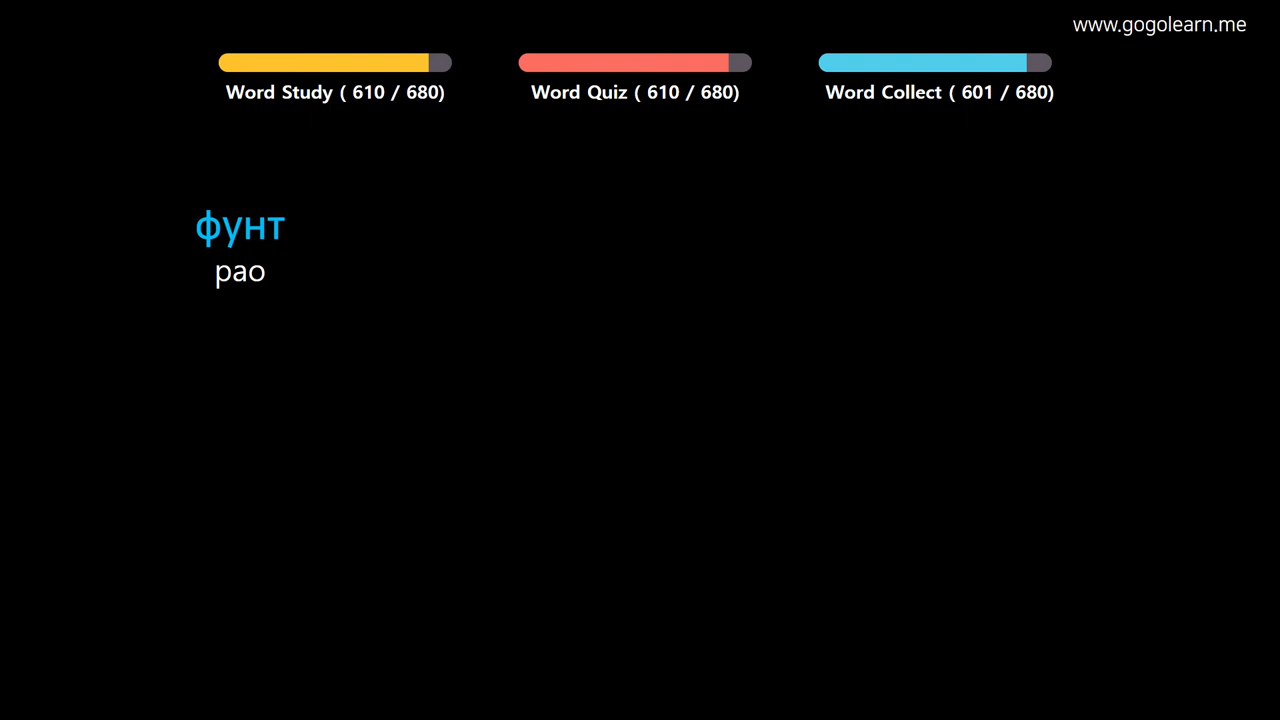 www.gogolearn.me
Word Study ( 610 / 680)
Word Quiz ( 610 / 680)
Word Collect ( 601 / 680)
фунт
pao